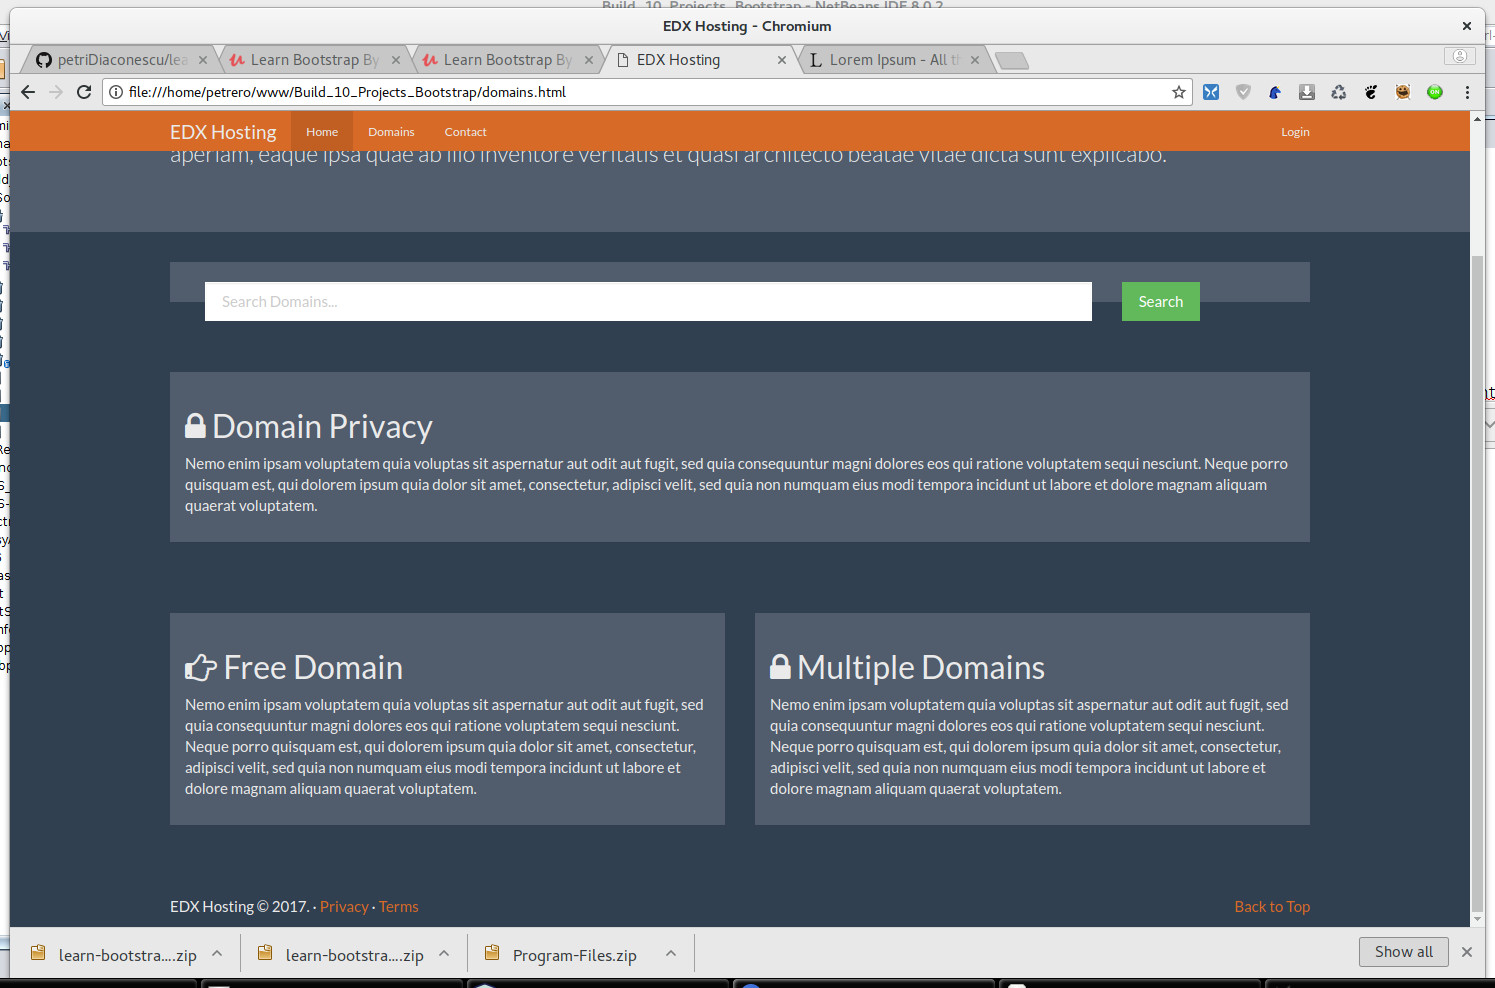 Build_10_Projects_Bootstrap - NetBeans IDE 8.0.2
EDX Hosting - Chromium
petriDiaconescu/lea
Learn Bootstrap By
Learn Bootstrap By
EDX Hosting
Lorem Ipsum - All t
file:///home/petrero/www/Build_10_Projects_Bootstrap/domains.html
EDX Hosting
Home
Domains
Contact
Login
aperiam, eaque ipsa quae ab illo inventore veritatis et quasi architecto beatae vitae dicta sunt explicabo.
Search Domains...
Search
Domain Privacy
Nemo enim ipsam voluptatem quia voluptas sit aspernatur aut odit aut fugit, sed quia consequuntur magni dolores eos qui ratione voluptatem sequi nesciunt. Neque porro
quisquam est, qui dolorem ipsum quia dolor sit amet, consectetur, adipisci velit, sed quia non numquam eius modi tempora incidunt ut labore et dolore magnam aliquam
quaerat voluptatem.
Free Domain
Nemo enim ipsam voluptatem quia voluptas sit aspernatur aut odit aut fugit, sed
quia consequuntur magni dolores eos qui ratione voluptatem sequi nesciunt.
Neque porro quisquam est, qui dolorem ipsum quia dolor sit amet, consectetur,
adipisci velit, sed quia non numquam eius modi tempora incidunt ut labore et
dolore magnam aliquam quaerat voluptatem.
Multiple Domains
Nemo enim ipsam voluptatem quia voluptas sit aspernatur aut odit aut fugit, sed
quia consequuntur magni dolores eos qui ratione voluptatem sequi nesciunt.
Neque porro quisquam est, qui dolorem ipsum quia dolor sit amet, consectetur,
adipisci velit, sed quia non numquam eius modi tempora incidunt ut labore et
dolore magnam aliquam quaerat voluptatem.
EDX Hosting © 2017. · Privacy · Terms
Back to Top
learn-bootstra....zip
learn-bootstra....zip
Program-Files.zip
Show all